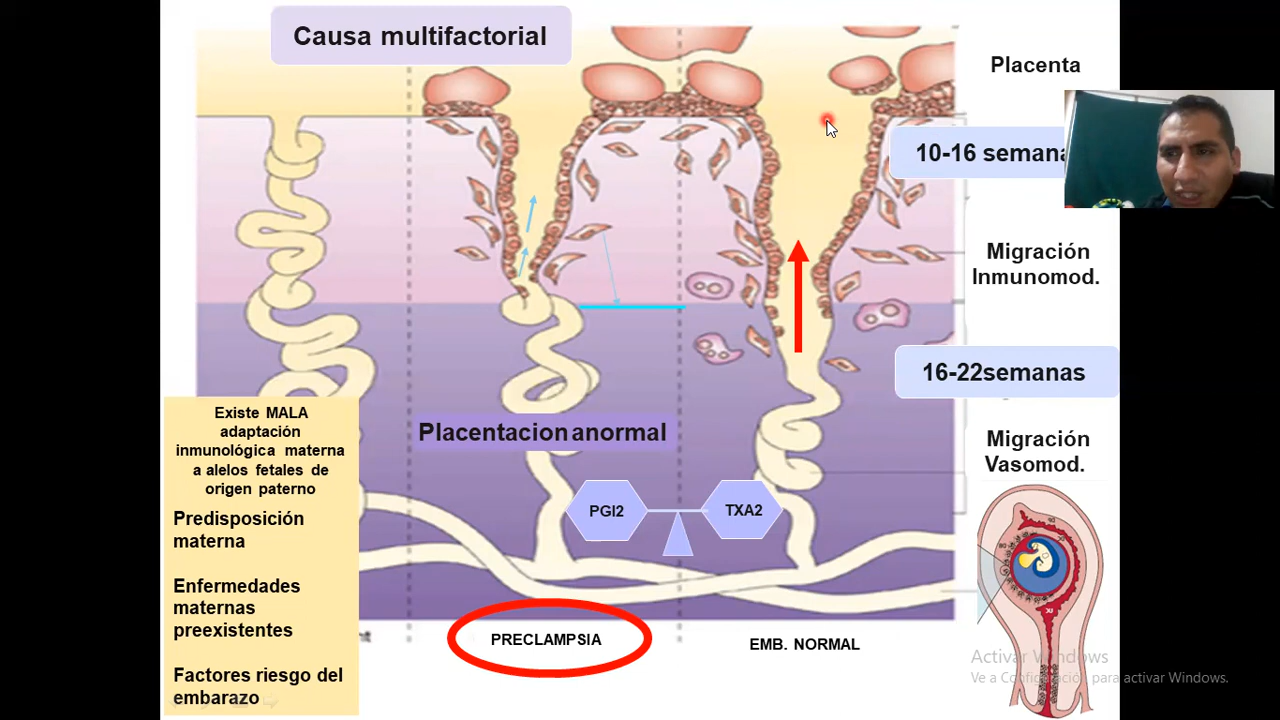 Causa multifactorial
Placenta
10-16 semana
Migración
Inmunomod.
16-22semanas
Existe MALA
adaptación
inmunológica materna
a alelos fetales de
origen paterno
Placentacion anormal
Migración
Vasomod.
PGI2
TXA2
Predisposición
materna
Enfermedades
maternas
preexistentes
PRECLAMPSIA
EMB. NORMAL
Factores riesgo del
embarazo
Activar Windows
Ve a Configuración para activar Windows.